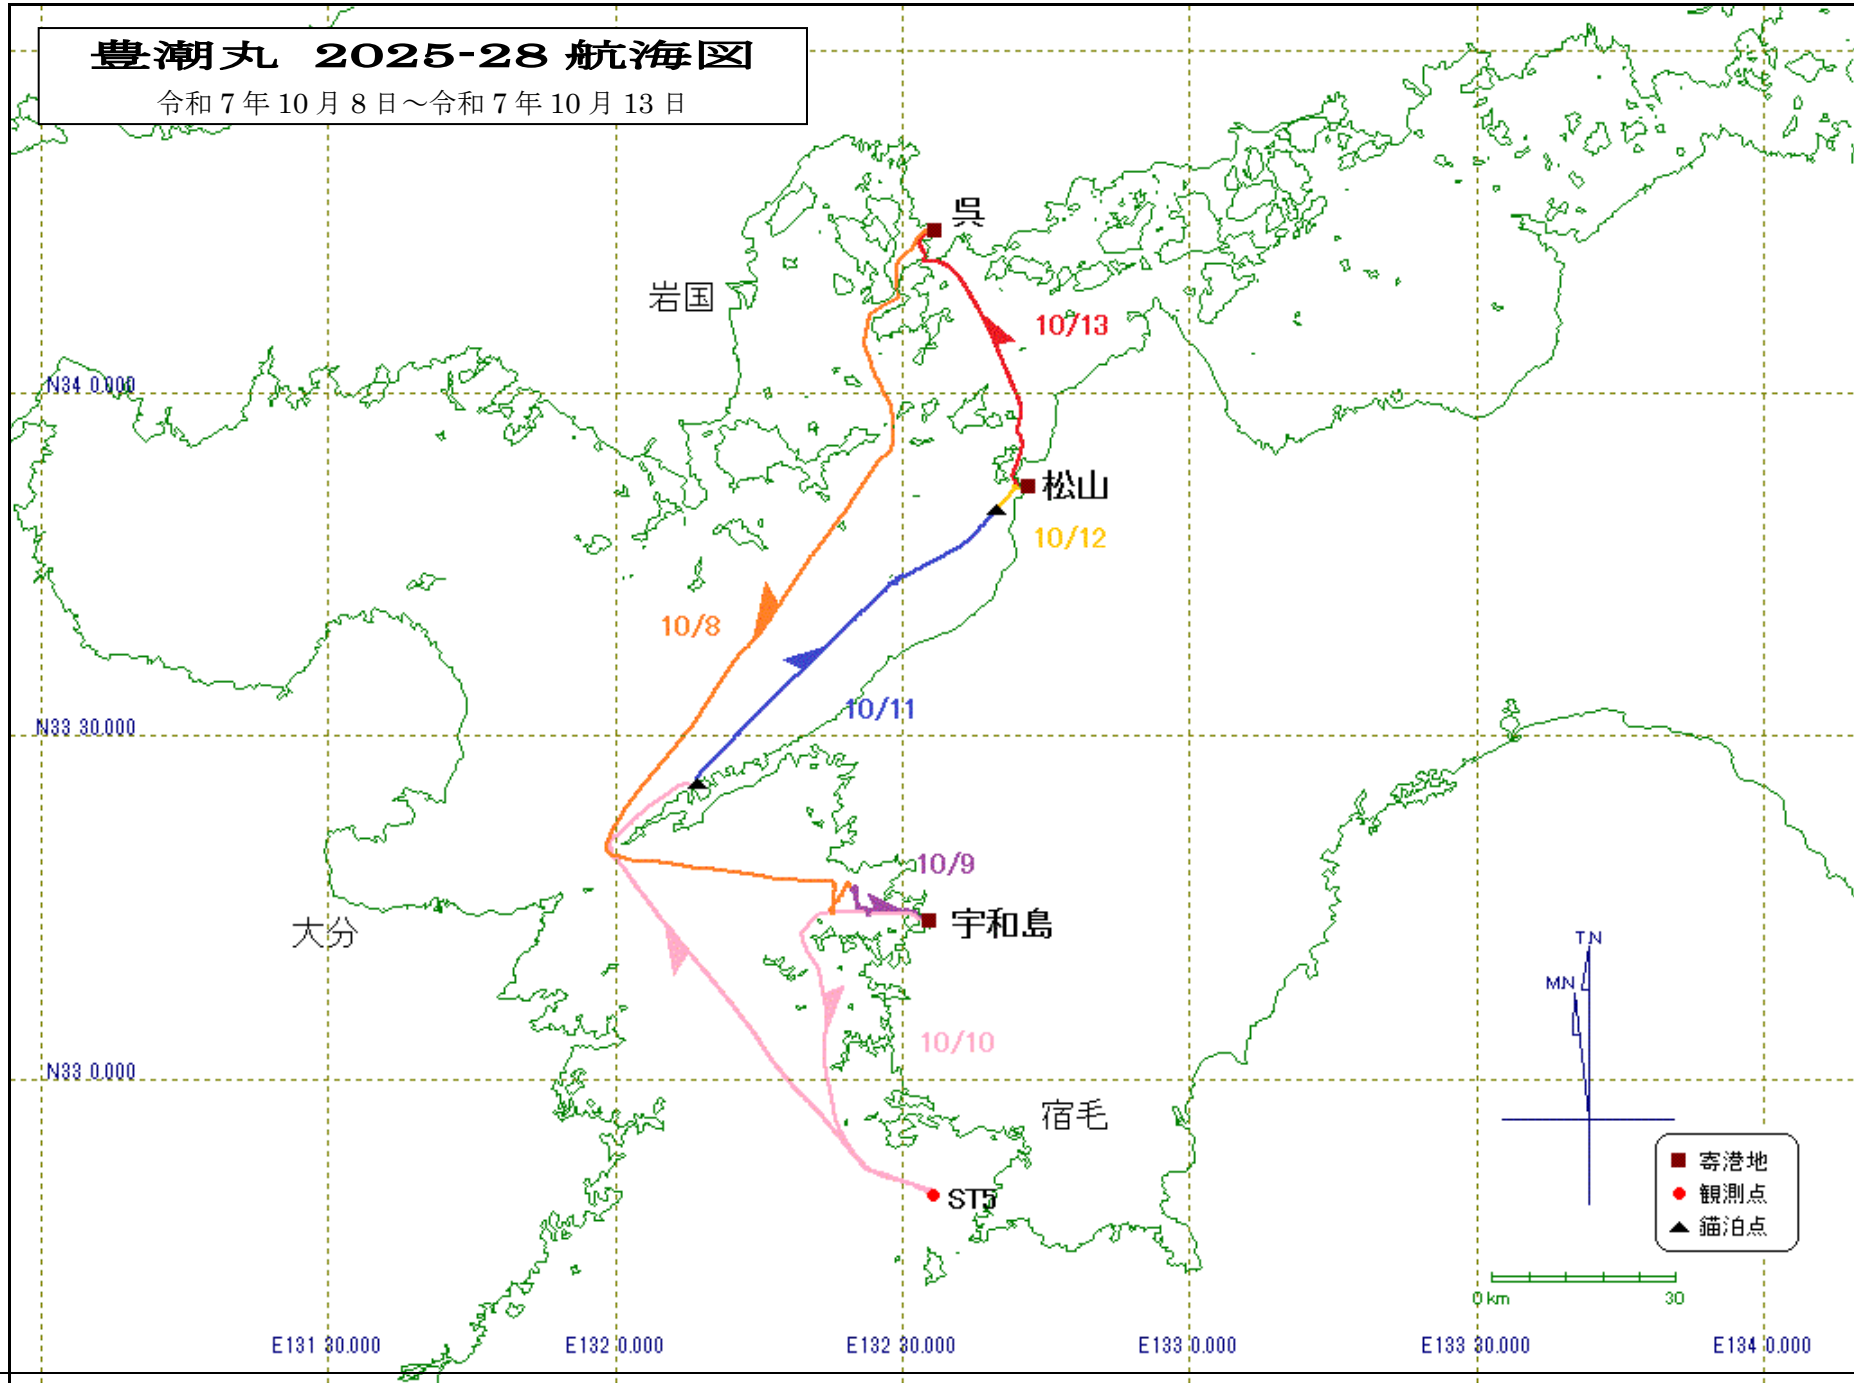 豊潮丸 2025-28 航海図
令和 7 年 10 月 8 日～令和 7 年 10 月 13 日
呉
岩国
10/13
N34 0.000
松山
10/12
10/8
10/11
N33 30.000
10/9
宇和島
大分
T.N
M.N
10/10
N33 0.000
宿毛
ST5
寄港地
観測点
錨泊点
0 km 30
E131 30.000 E132 0.000 E132 30.000 E133 0.000 E133 30.000 E134 0.000